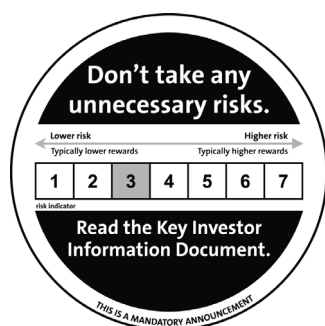 Don't take any
unnecessary risks.
Lower risk Higher risk
Typically lower rewards Typically higher rewards
1 2 3 4 5 6 7
risk indicator
Read the Key Investor
Information Document.
THIS IS A MANDATORY ANNOUNCEMENT